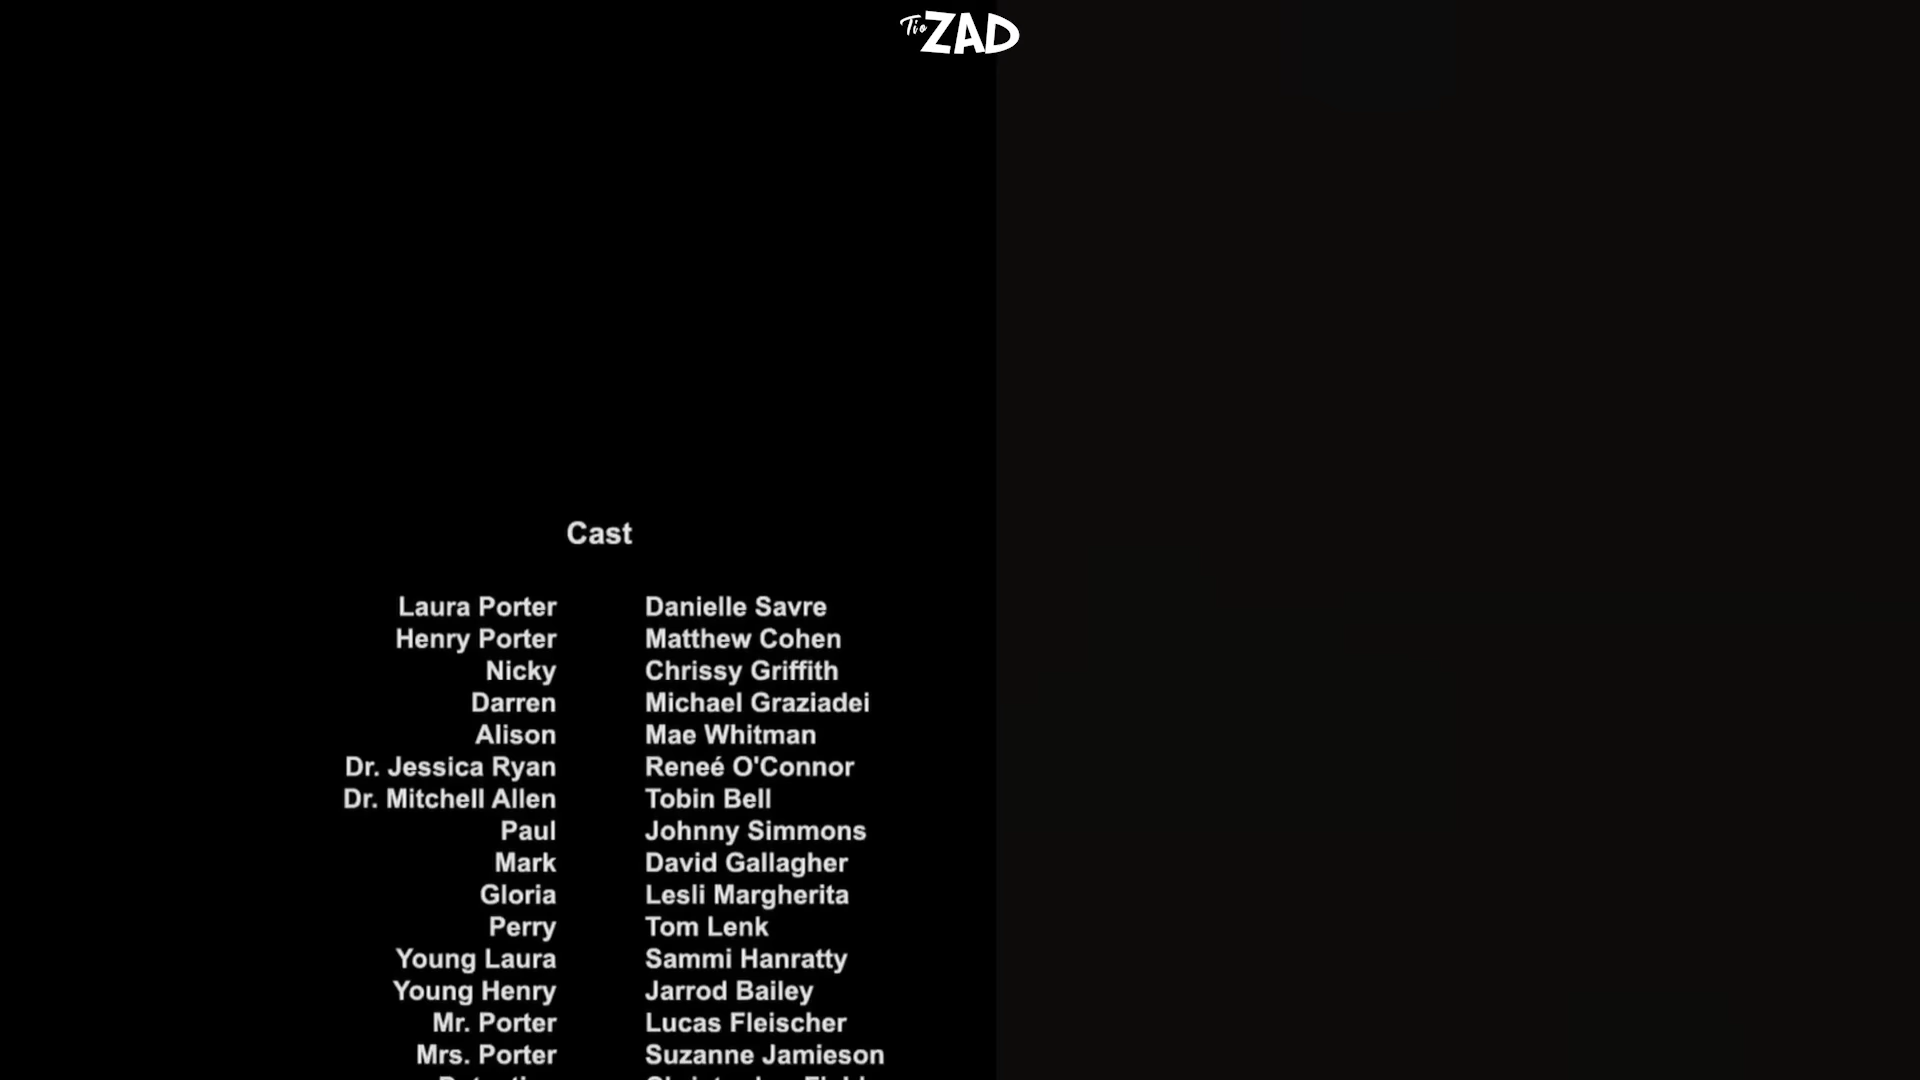 Tio ZAD
Cast
Laura Porter Danielle Savre
Henry Porter Matthew Cohen
Nicky Chrissy Griffith
Darren Michael Graziadei
Alison Mae Whitman
Dr. Jessica Ryan Reneé O'Connor
Dr. Mitchell Allen Tobin Bell
Paul Johnny Simmons
Mark David Gallagher
Gloria Lesli Margherita
Perry Tom Lenk
Young Laura Sammi Hanratty
Young Henry Jarrod Bailey
Mr. Porter Lucas Fleischer
Mrs. Porter Suzanne Jamieson